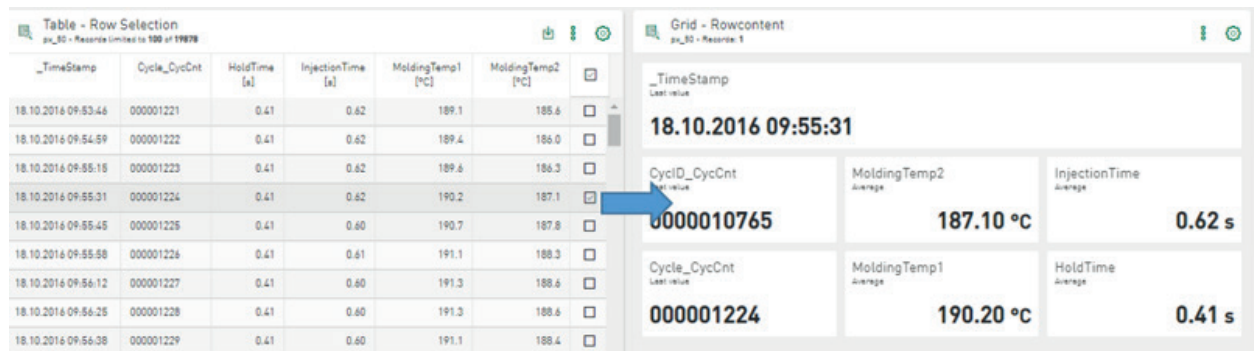 Table - Row Selection
px_50 - Records limited to 100 of 19878
_TimeStamp Cycle_CycCnt HoldTime [s] InjectionTime [s] MoldingTemp1 [°C] MoldingTemp2 [°C]
18.10.2016 09:53:46 000001221 0.41 0.62 189.1 185.6
18.10.2016 09:54:59 000001222 0.41 0.62 189.4 186.0
18.10.2016 09:55:15 000001223 0.41 0.62 189.6 186.3
18.10.2016 09:55:31 000001224 0.41 0.62 190.2 187.1
18.10.2016 09:55:45 000001225 0.41 0.60 190.7 187.8
18.10.2016 09:55:58 000001226 0.41 0.61 191.1 188.3
18.10.2016 09:56:12 000001227 0.41 0.60 191.3 188.6
18.10.2016 09:56:25 000001228 0.41 0.60 191.3 188.6
18.10.2016 09:56:38 000001229 0.41 0.60 191.1 188.4
Grid - Rowcontent
px_50 - Records: 1
_TimeStamp
Last value
18.10.2016 09:55:31
CycID_CycCnt MoldingTemp2 InjectionTime
Last value Average Average
0000010765 187.10 °C 0.62 s
Cycle_CycCnt MoldingTemp1 HoldTime
Last value Average Average
000001224 190.20 °C 0.41 s